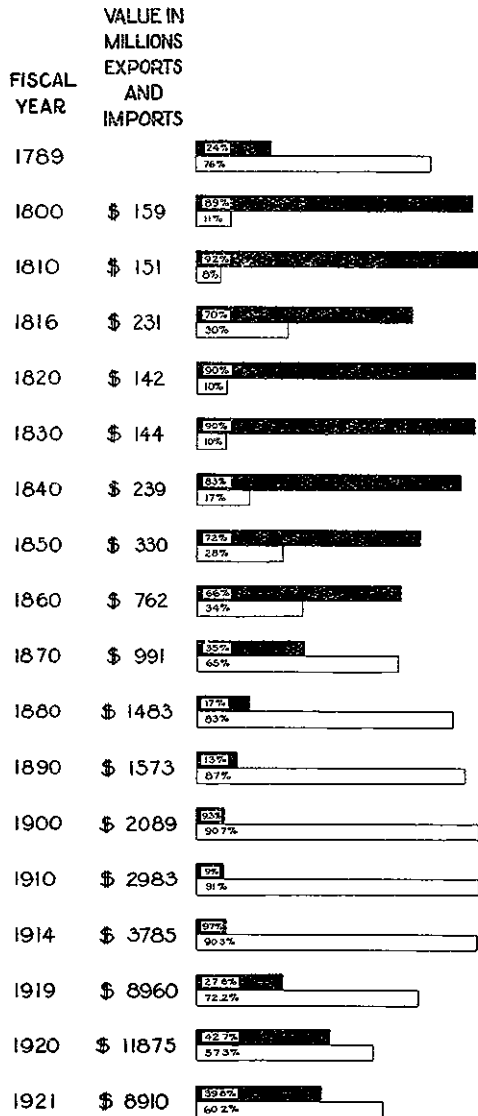 VALUE IN
MILLIONS
EXPORTS
AND
IMPORTS
FISCAL
YEAR
1789
24%
76%
1800 $ 159
89%
11%
1810 $ 151
92%
8%
1816 $ 231
70%
30%
1820 $ 142
90%
10%
1830 $ 144
90%
10%
1840 $ 239
83%
17%
1850 $ 330
72%
28%
1860 $ 762
66%
34%
1870 $ 991
35%
65%
1880 $ 1483
17%
83%
1890 $ 1573
13%
87%
1900 $ 2089
93%
90.7%
1910 $ 2983
9%
91%
1914 $ 3785
97%
90.3%
1919 $ 8960
27.8%
72.2%
1920 $ 11875
42.7%
57.3%
1921 $ 8910
39.8%
60.2%